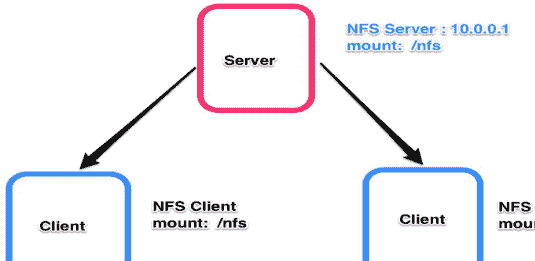 NFS Server : 10.0.0.1
mount: /nfs
Server
Client
NFS Client
mount: /nfs
Client
NFS